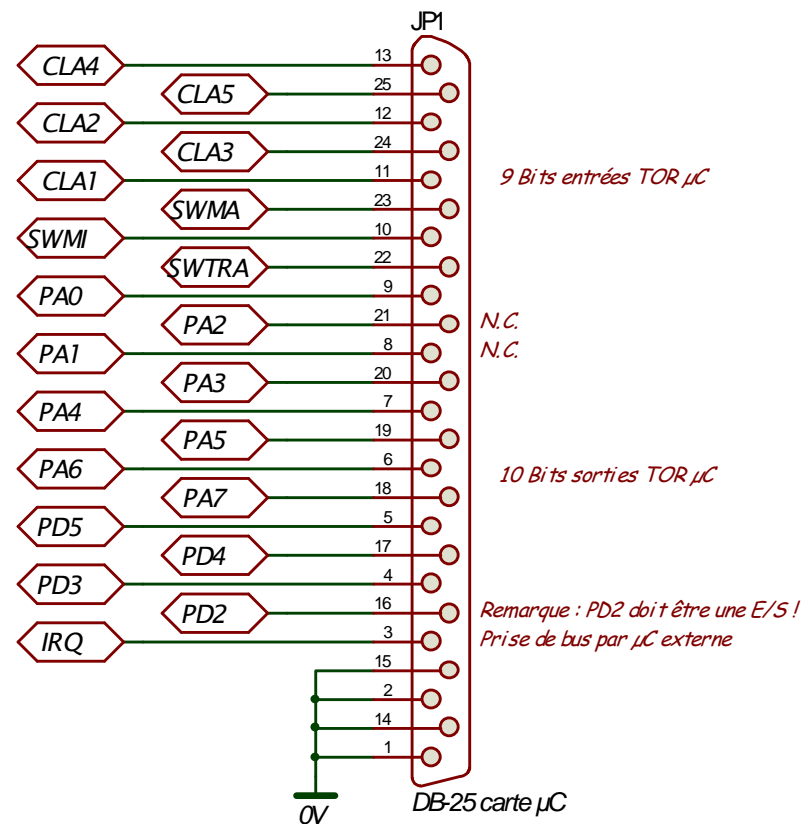 JP1
CLA4 13
CLA5 25
CLA2 12
CLA3 24
CLA1 11
9 Bits entrées TOR µC
SWMA 23
SWMI 10
SWTRA 22
PA0 9
PA2 21 N.C.
PA1 8 N.C.
PA3 20
PA4 7
PA5 19
PA6 6
10 Bits sorties TOR µC
PA7 18
PD5 5
PD4 17
PD3 4
PD2 16 Remarque : PD2 doit être une E/S !
IRQ 3 Prise de bus par µC externe
15
2
14
1
0V
DB-25 carte µC